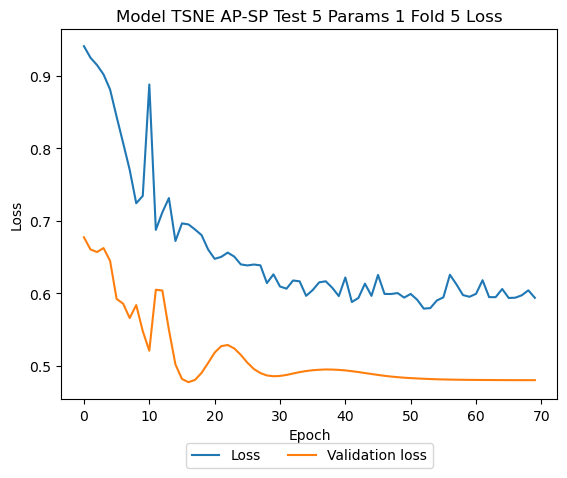 Model TSNE AP-SP Test 5 Params 1 Fold 5 Loss
0.9
0.8
0.7
0.6
0.5
Loss
0 10 20 30 40 50 60 70
Epoch
Loss Validation loss